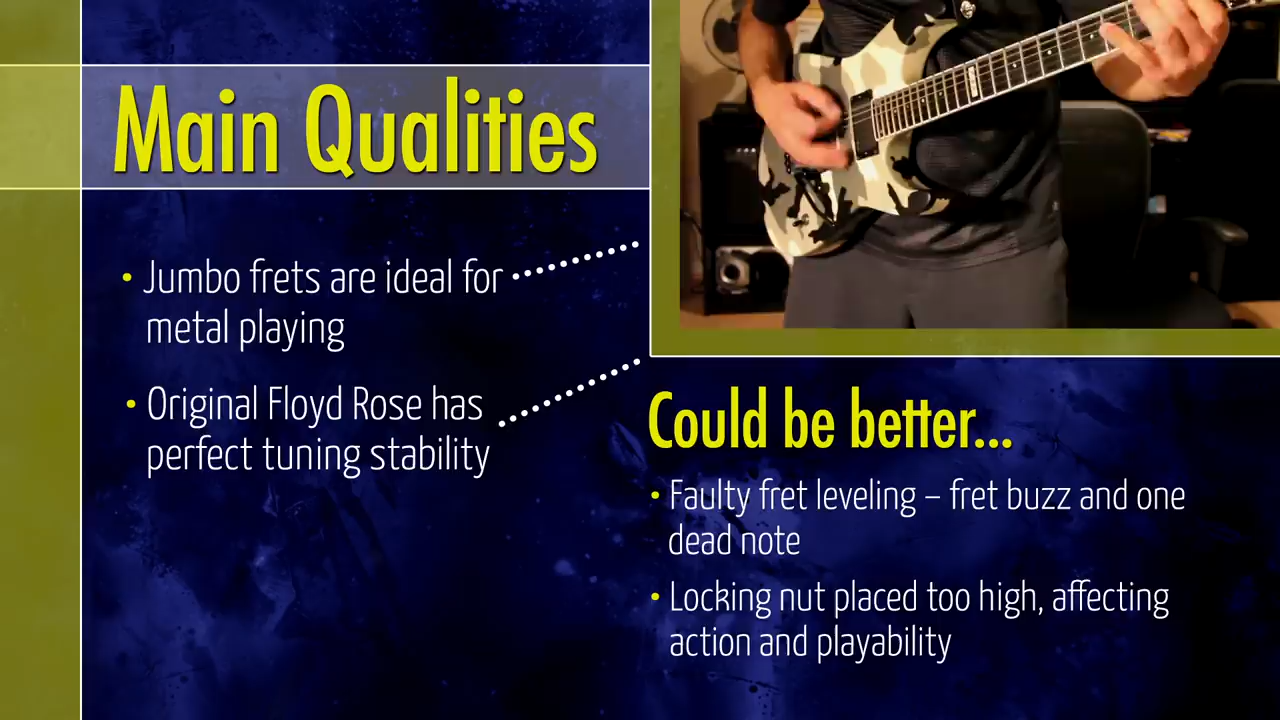 Main Qualities
• Jumbo frets are ideal for
metal playing
• Original Floyd Rose has
perfect tuning stability
Could be better...
• Faulty fret leveling – fret buzz and one
dead note
• Locking nut placed too high, affecting
action and playability